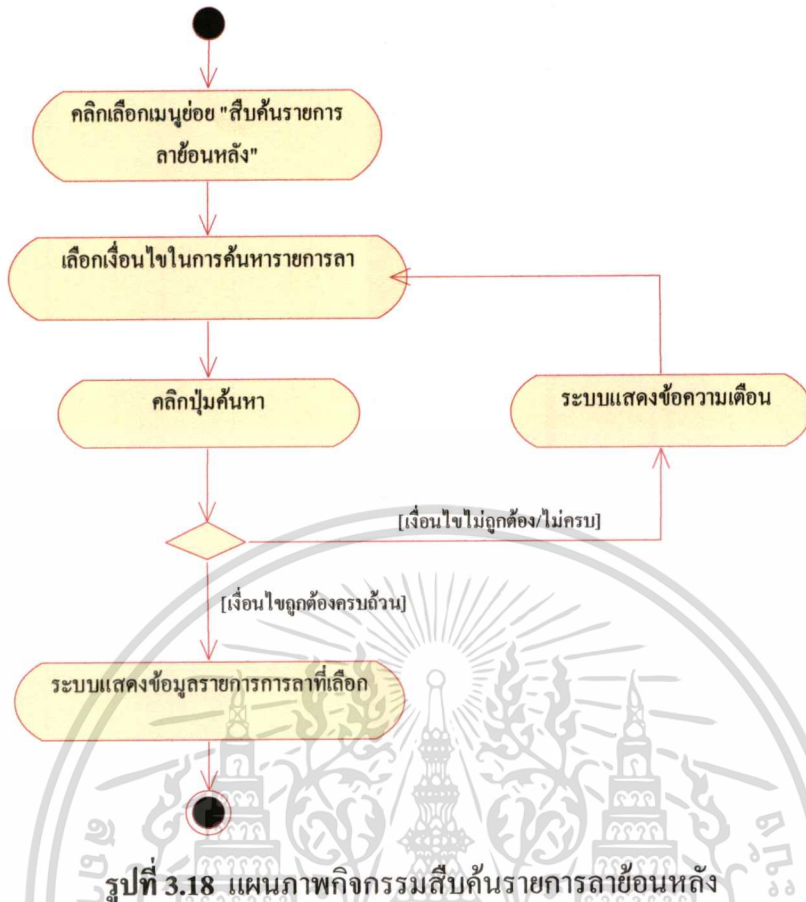 คลิกเลือกเมนูย่อย "สืบค้นรายการ
ลาย้อนหลัง"
เลือกเงื่อนไขในการค้นหารายการลา
คลิกปุ่มค้นหา
ระบบแสดงข้อความเตือน
[เงื่อนไขไม่ถูกต้อง/ไม่ครบ]
[เงื่อนไขถูกต้องครบถ้วน]
ระบบแสดงข้อมูลรายการการลาที่เลือก
รูปที่ 3.18 แผนภาพกิจกรรมสืบค้นรายการลาย้อนหลัง